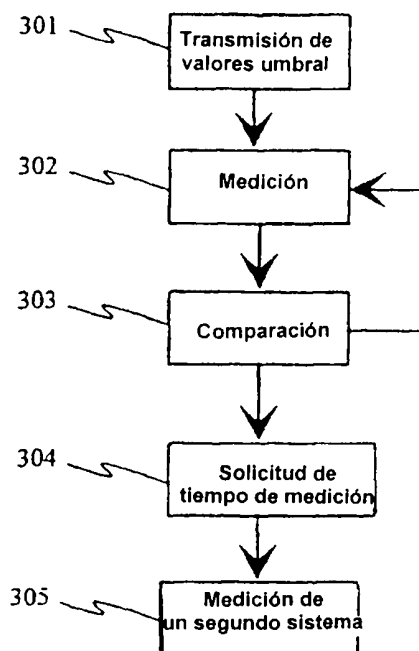 301
Transmisión de
valores umbral
302
Medición
303
Comparación
304
Solicitud de
tiempo de medición
305
Medición de
un segundo sistema